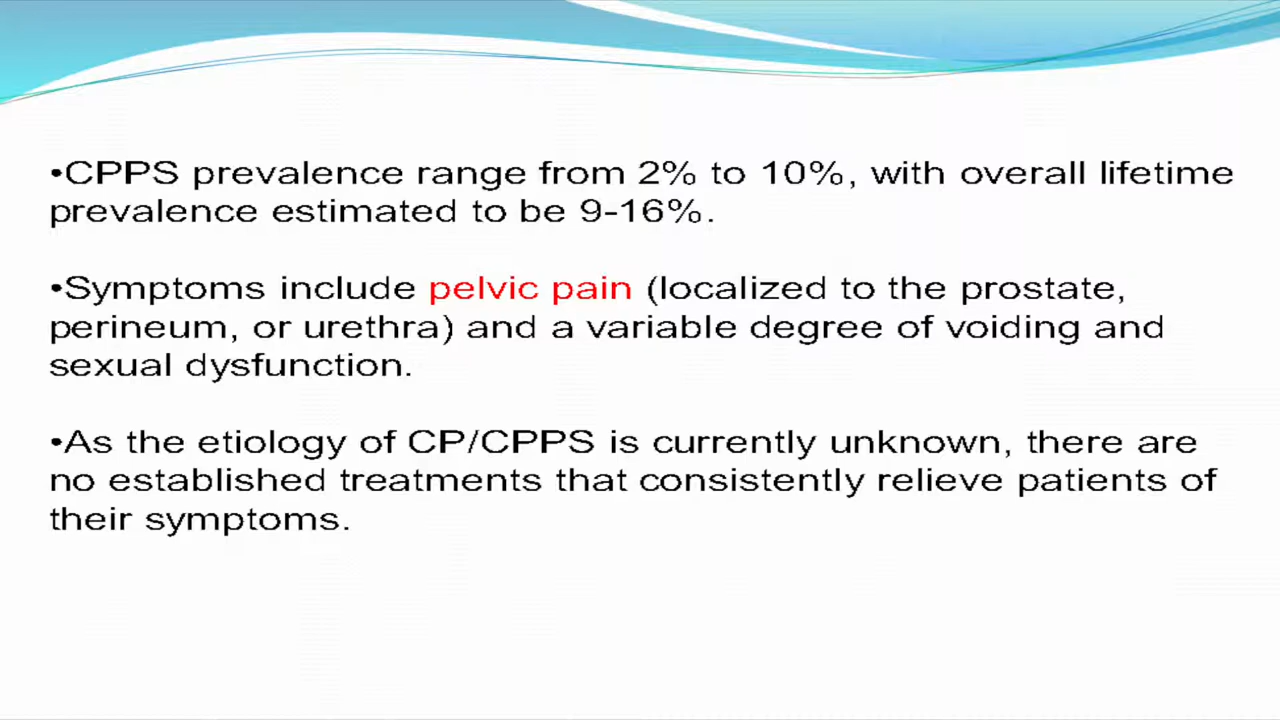 •CPPS prevalence range from 2% to 10%, with overall lifetime
prevalence estimated to be 9-16%.
•Symptoms include pelvic pain (localized to the prostate,
perineum, or urethra) and a variable degree of voiding and
sexual dysfunction.
•As the etiology of CP/CPPS is currently unknown, there are
no established treatments that consistently relieve patients of
their symptoms.